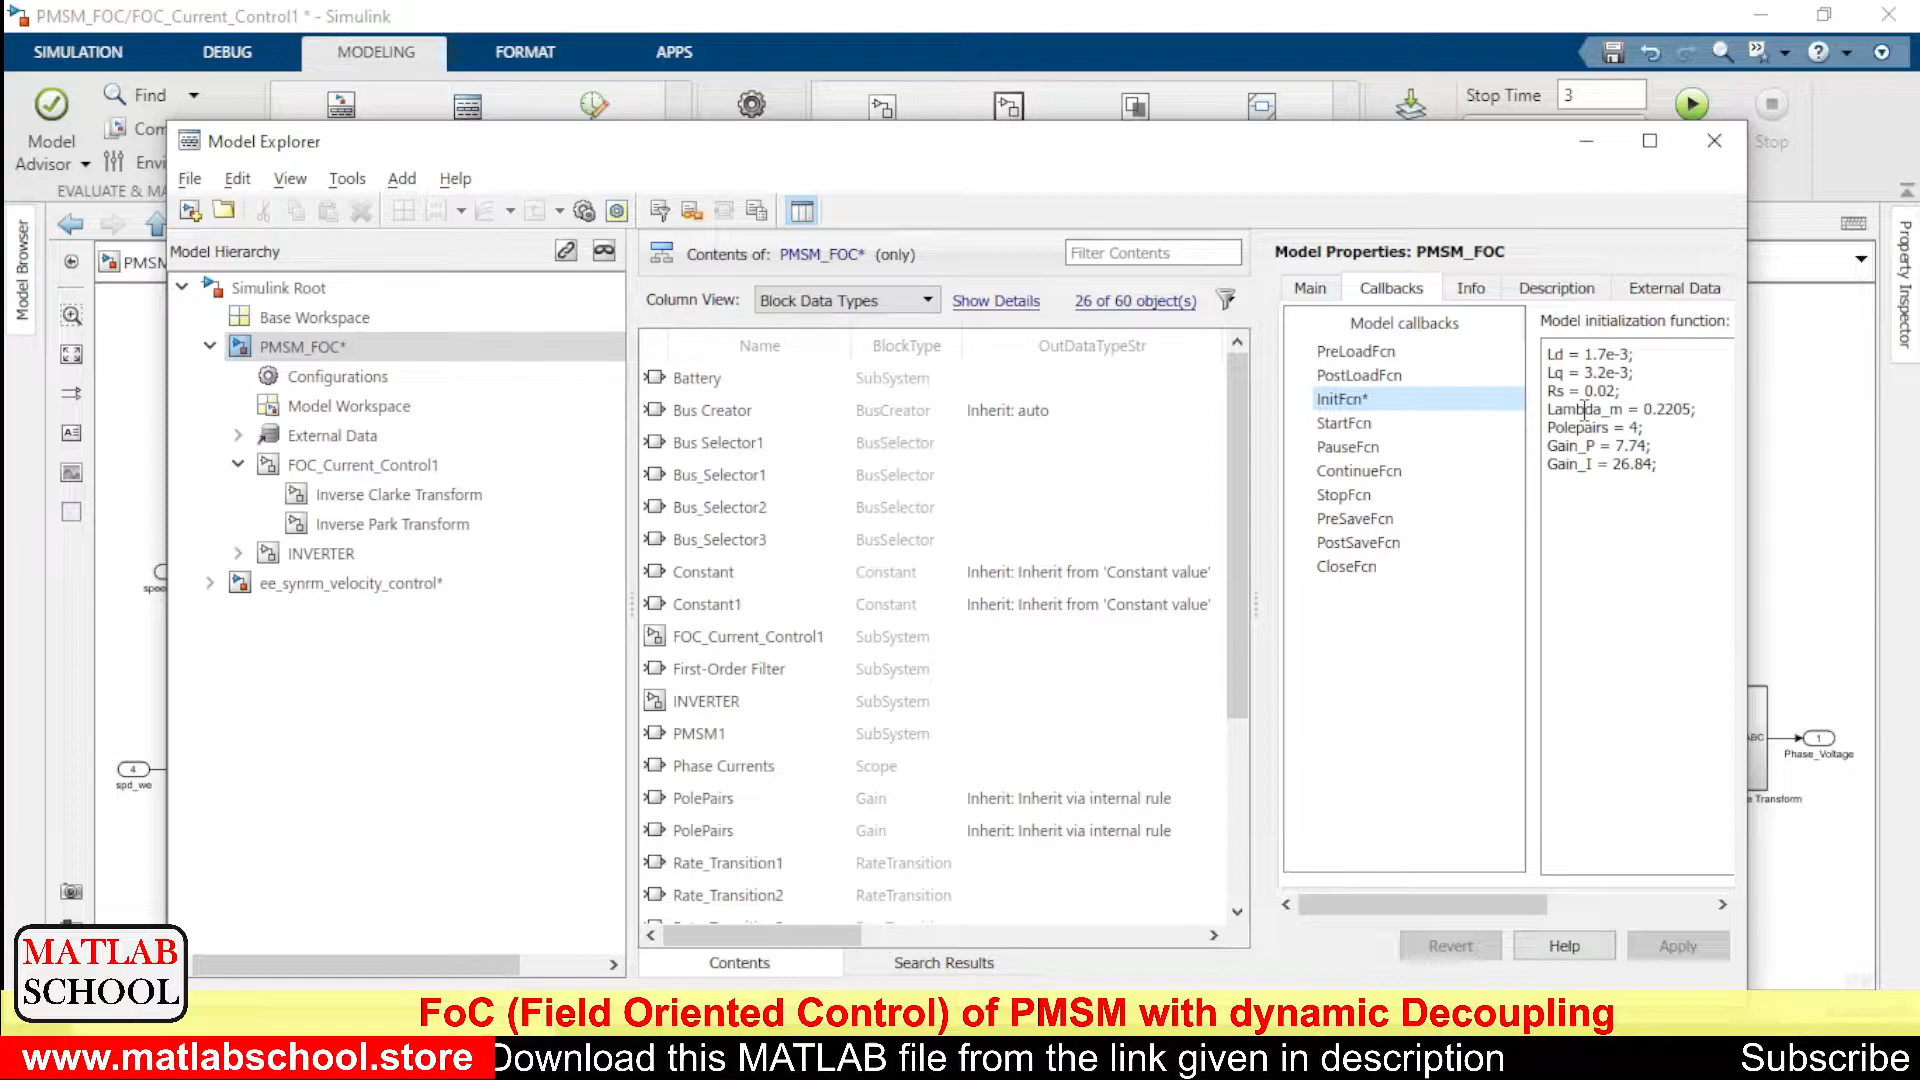 PMSM_FOC/FOC_Current_Control1 * - Simulink
SIMULATION DEBUG MODELING FORMAT APPS
Find
Com
Envi
Model Advisor
EVALUATE & MA
Stop Time 3
Stop
Model Explorer
File Edit View Tools Add Help
Model Browser
Property Inspector
PMSM
Model Hierarchy
Simulink Root
Base Workspace
PMSM_FOC*
Configurations
Model Workspace
External Data
FOC_Current_Control1
Inverse Clarke Transform
Inverse Park Transform
INVERTER
ee_synrm_velocity_control*
Contents of: PMSM_FOC* (only)
Filter Contents
Column View: Block Data Types Show Details 26 of 60 object(s)
Name BlockType OutDataTypeStr
Battery SubSystem
Bus Creator BusCreator Inherit: auto
Bus Selector1 BusSelector
Bus_Selector1 BusSelector
Bus_Selector2 BusSelector
Bus_Selector3 BusSelector
Constant Constant Inherit: Inherit from 'Constant value'
Constant1 Constant Inherit: Inherit from 'Constant value'
FOC_Current_Control1 SubSystem
First-Order Filter SubSystem
INVERTER SubSystem
PMSM1 SubSystem
Phase Currents Scope
PolePairs Gain Inherit: Inherit via internal rule
PolePairs Gain Inherit: Inherit via internal rule
Rate_Transition1 RateTransition
Rate_Transition2 RateTransition
Contents Search Results
Model Properties: PMSM_FOC
Main Callbacks Info Description External Data
Model callbacks
PreLoadFcn
PostLoadFcn
InitFcn*
StartFcn
PauseFcn
ContinueFcn
StopFcn
PreSaveFcn
PostSaveFcn
CloseFcn
Model initialization function:
Ld = 1.7e-3;
Lq = 3.2e-3;
Rs = 0.02;
Lambda_m = 0.2205;
Polepairs = 4;
Gain_P = 7.74;
Gain_I = 26.84;
Revert Help Apply
spee
4
spd_we
BC
1
Phase_Voltage
e Transform
MATLAB
SCHOOL
FoC (Field Oriented Control) of PMSM with dynamic Decoupling
www.matlabschool.store Download this MATLAB file from the link given in description Subscribe